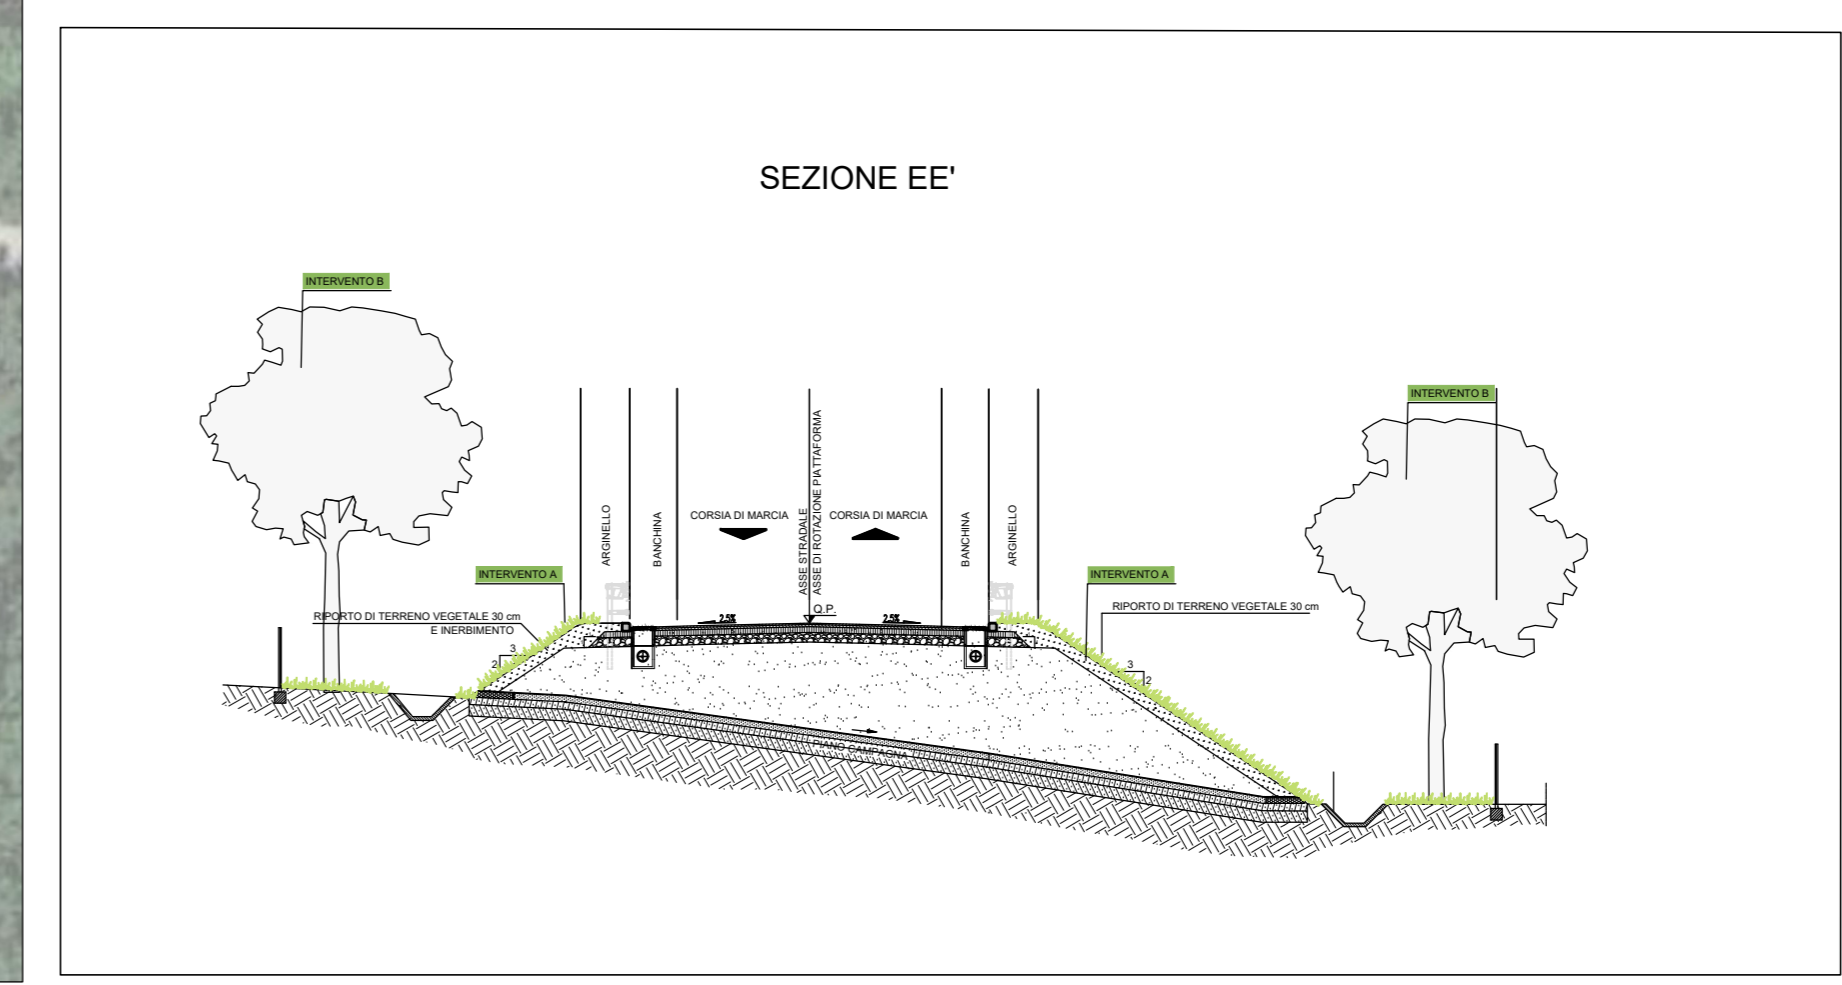 SEZIONE EE'
INTERVENTO B
INTERVENTO B
ARGINELLO
BANCHINA
CORSIA DI MARCIA
ASSE STRADALE
ASSE DI ROTAZIONE PIATTAFORMA
CORSIA DI MARCIA
BANCHINA
ARGINELLO
INTERVENTO A
INTERVENTO A
RIPORTO DI TERRENO VEGETALE 30 cm
E INERBIMENTO
2.5%
Q.P.
2.5%
RIPORTO DI TERRENO VEGETALE 30 cm
3
2
3
2
PIANO CAMPAGNA